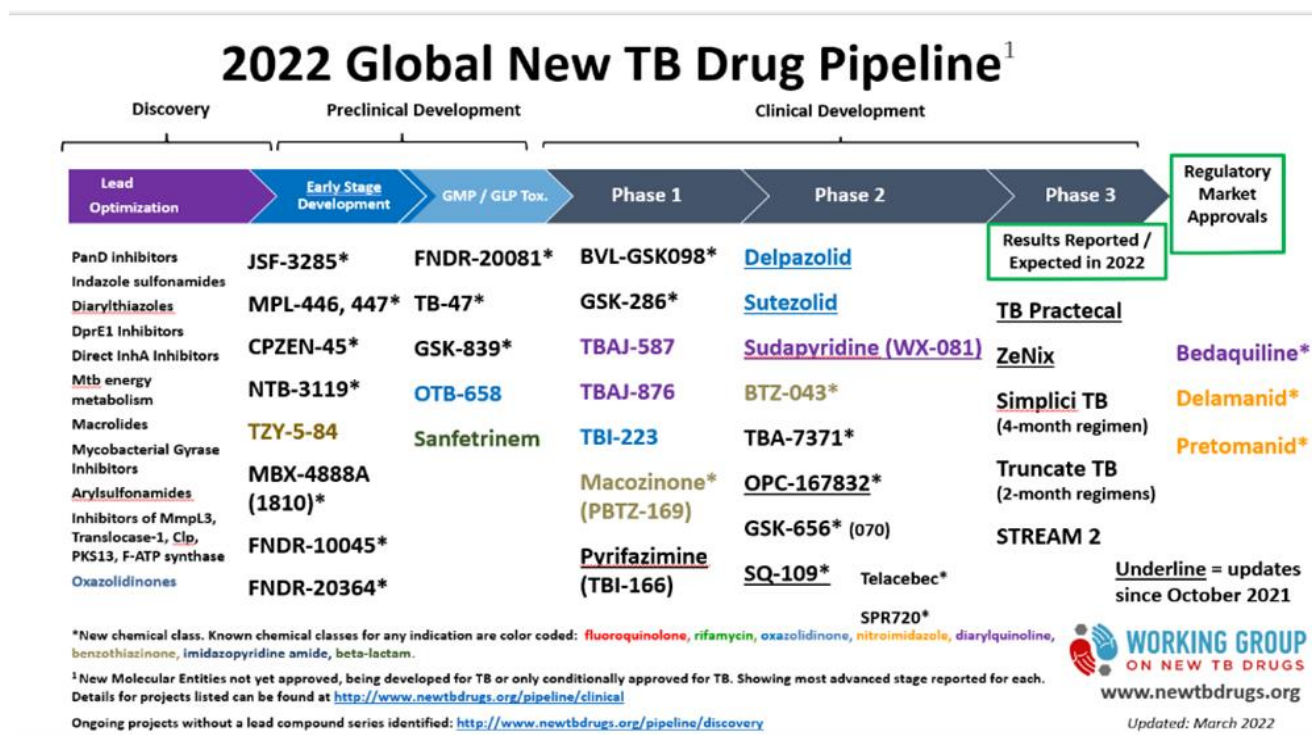 2022 Global New TB Drug Pipeline1
Discovery
Preclinical Development
Clinical Development
Lead
Optimization
Early Stage
Development
GMP / GLP Tox.
Phase 1
Phase 2
Phase 3
Regulatory
Market
Approvals
PanD inhibitors
Indazole sulfonamides
Diarylthiazoles
DprE1 Inhibitors
Direct InhA Inhibitors
Mtb energy
metabolism
Macrolides
Mycobacterial Gyrase
Inhibitors
Arylsulfonamides
Inhibitors of MmpL3,
Translocase-1, Clp,
PKS13, F-ATP synthase
Oxazolidinones
JSF-3285*
MPL-446, 447*
CPZEN-45*
NTB-3119*
TZY-5-84
MBX-4888A
(1810)*
FNDR-10045*
FNDR-20364*
FNDR-20081*
TB-47*
GSK-839*
OTB-658
Sanfetrinem
BVL-GSK098*
GSK-286*
TBAJ-587
TBAJ-876
TBI-223
Macozinone*
(PBTZ-169)
Pyrifazimine
(TBI-166)
Delpazolid
Sutezolid
Sudapyridine (WX-081)
BTZ-043*
TBA-7371*
OPC-167832*
GSK-656* (070)
SQ-109*
Telacebec*
SPR720*
Results Reported /
Expected in 2022
TB Practecal
ZeNix
Simplici TB
(4-month regimen)
Truncate TB
(2-month regimens)
STREAM 2
Bedaquiline*
Delamanid*
Pretomanid*
Underline = updates
since October 2021
*New chemical class. Known chemical classes for any indication are color coded: fluoroquinolone, rifamycin, oxazolidinone, nitroimidazole, diarylquinoline,
benzothiazinone, imidazopyridine amide, beta-lactam.
1 New Molecular Entities not yet approved, being developed for TB or only conditionally approved for TB. Showing most advanced stage reported for each.
Details for projects listed can be found at http://www.newtbdrugs.org/pipeline/clinical
Ongoing projects without a lead compound series identified: http://www.newtbdrugs.org/pipeline/discovery
WORKING GROUP
ON NEW TB DRUGS
www.newtbdrugs.org
Updated: March 2022